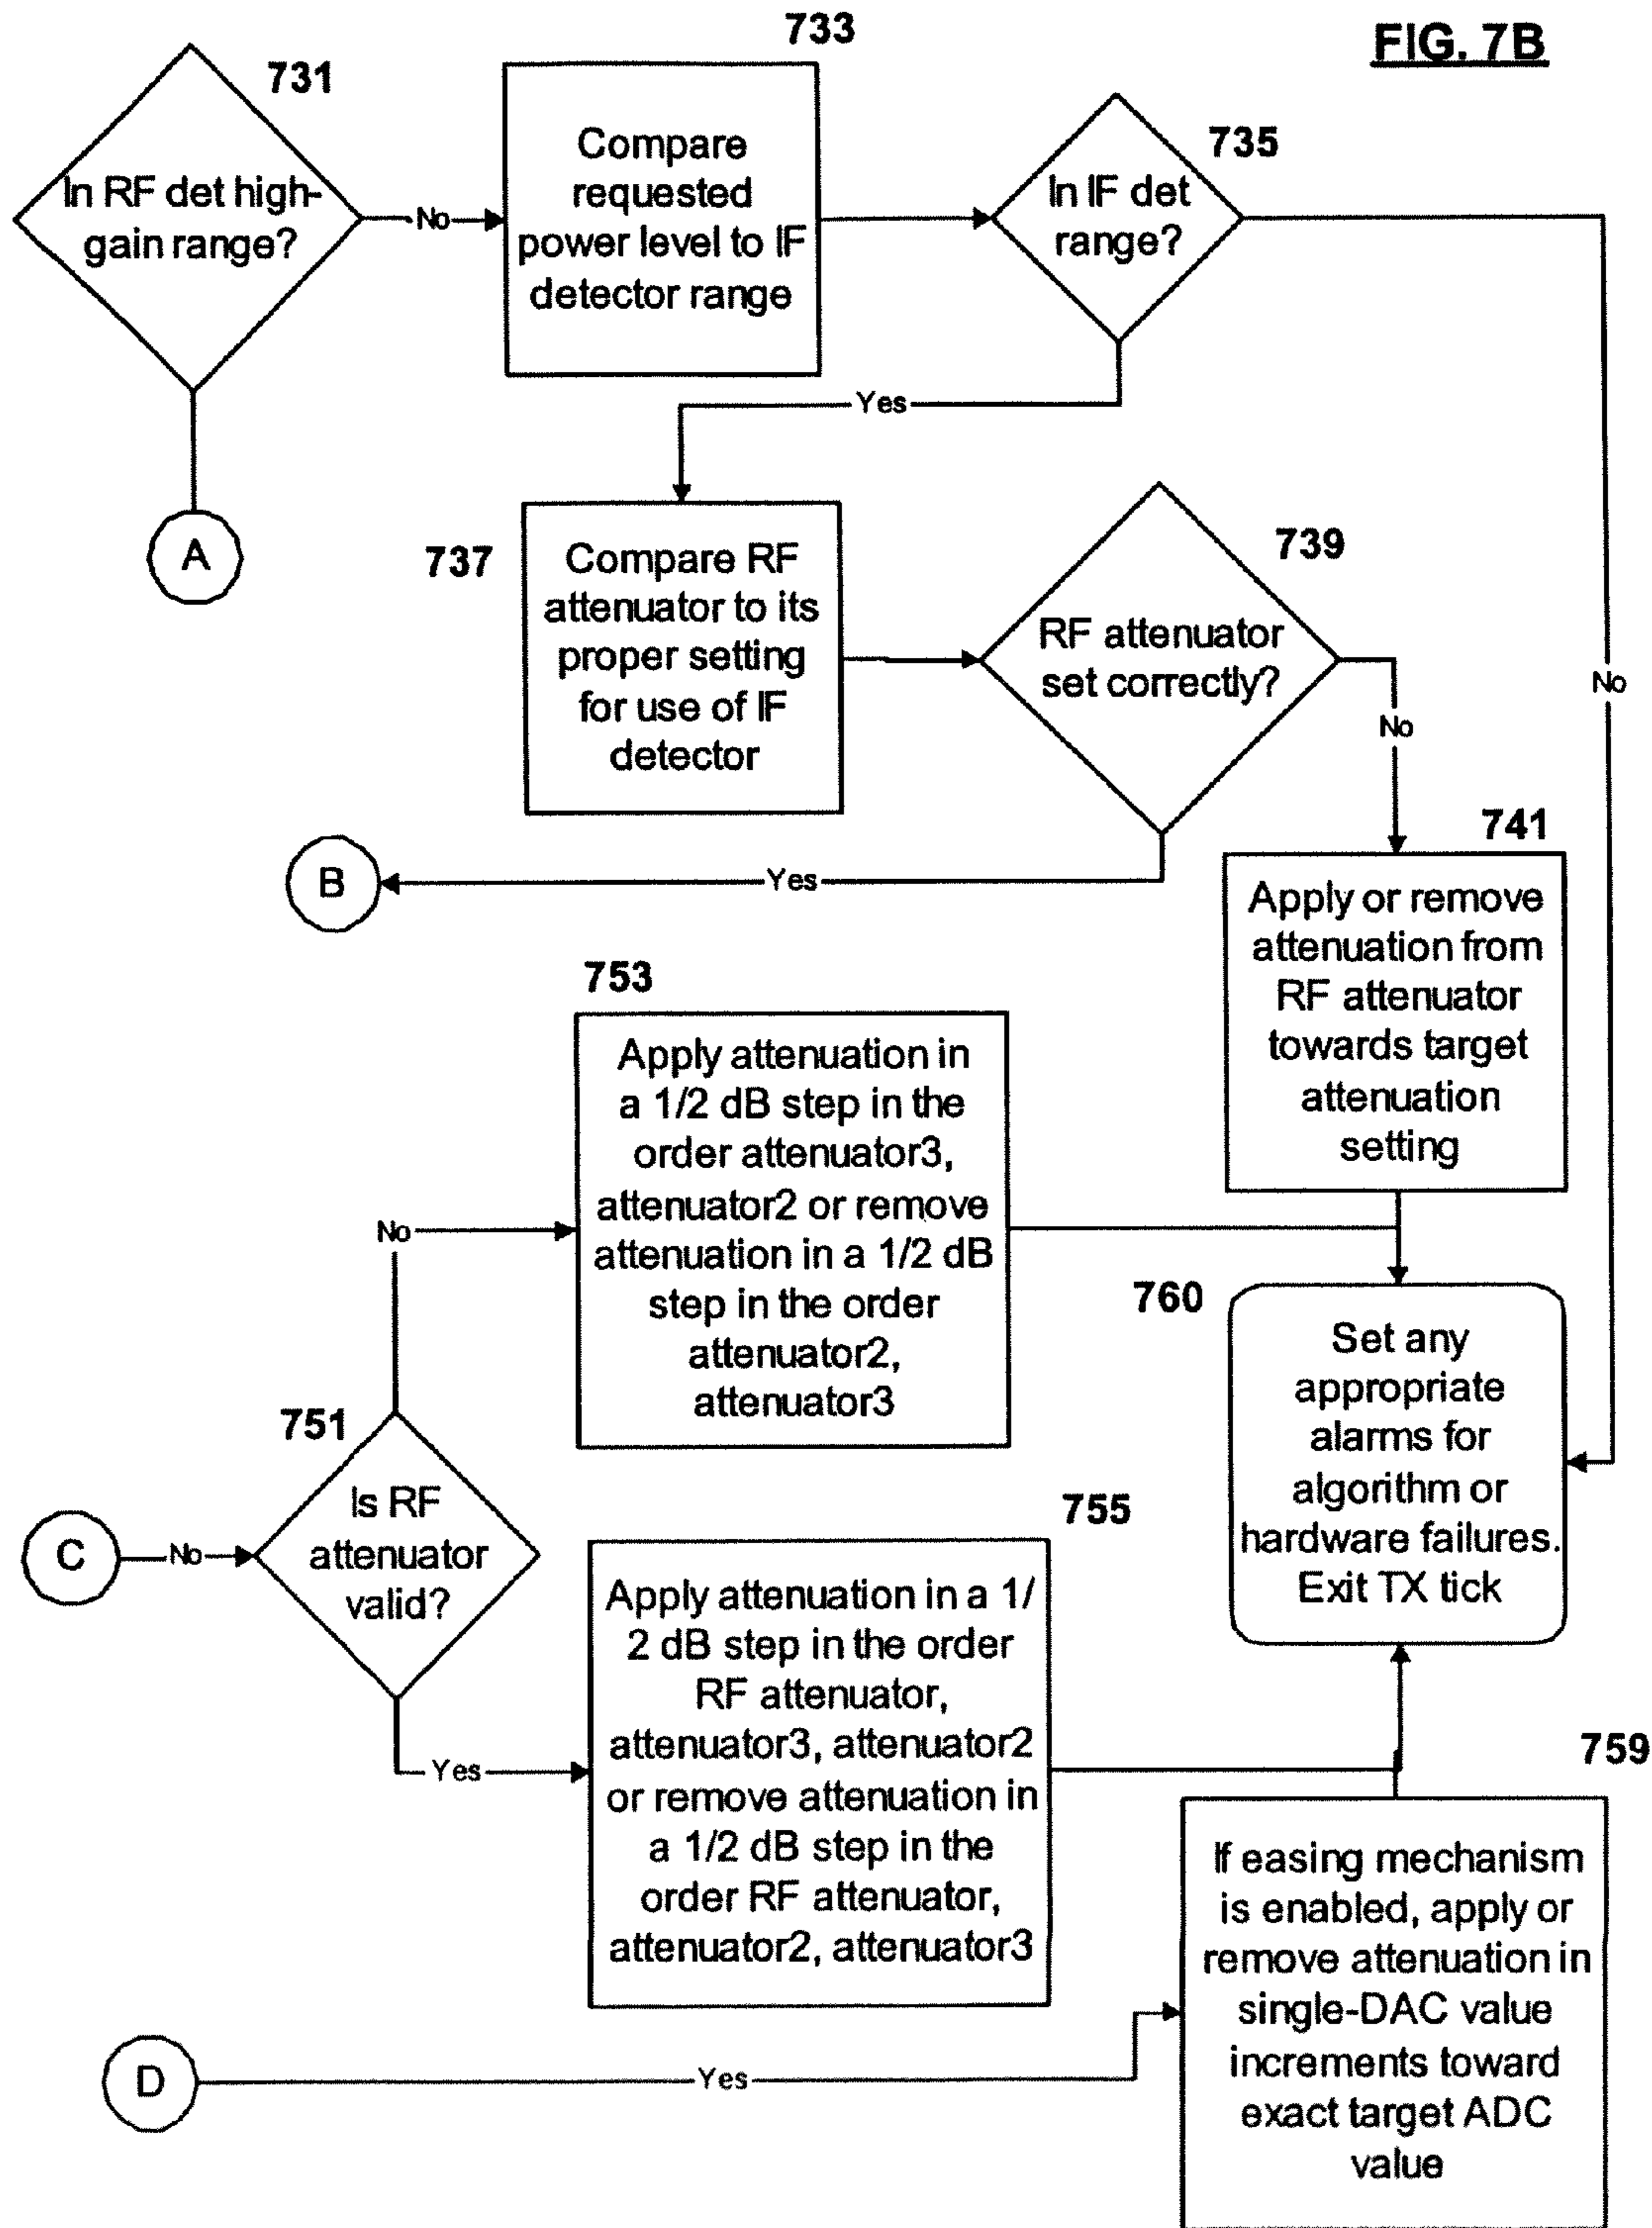 FIG. 7B
731
In RF det high-
gain range?
No
733
Compare
requested
power level to IF
detector range
735
In IF det
range?
No
Yes
A
737
Compare RF
attenuator to its
proper setting
for use of IF
detector
739
RF attenuator
set correctly?
No
Yes
B
741
Apply or remove
attenuation from
RF attenuator
towards target
attenuation
setting
753
Apply attenuation in
a 1/2 dB step in the
order attenuator3,
attenuator2 or remove
attenuation in a 1/2 dB
step in the order
attenuator2,
attenuator3
No
760
Set any
appropriate
alarms for
algorithm or
hardware failures.
Exit TX tick
751
Is RF
attenuator
valid?
C
No
Yes
755
Apply attenuation in a 1/
2 dB step in the order
RF attenuator,
attenuator3, attenuator2
or remove attenuation in
a 1/2 dB step in the
order RF attenuator,
attenuator2, attenuator3
759
If easing mechanism
is enabled, apply or
remove attenuation in
single-DAC value
increments toward
exact target ADC
value
D
Yes